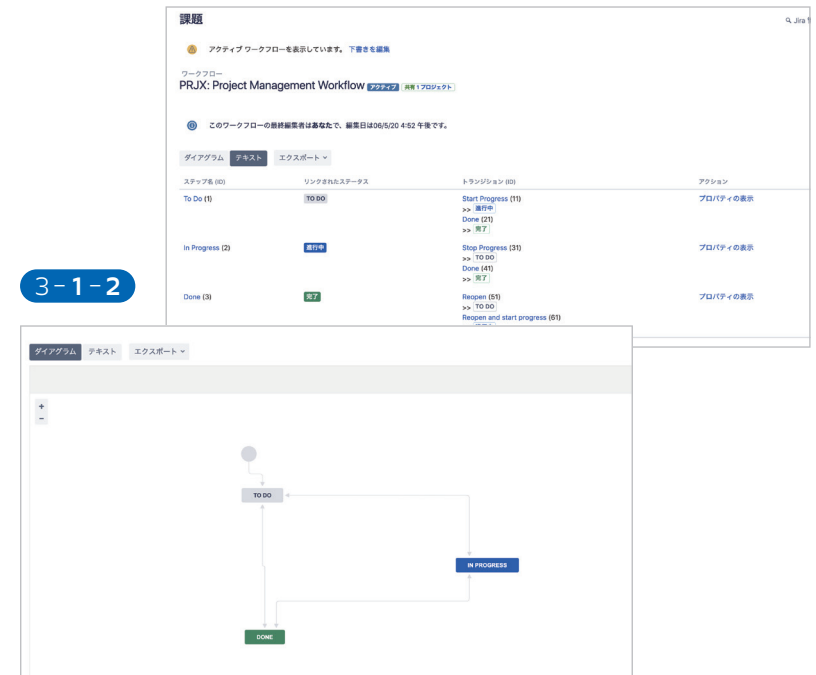 課題
Jira
アクティブ ワークフローを表示しています。 下書きを編集
ワークフロー
PRJX: Project Management Workflow アクティブ 共有 1 プロジェクト
このワークフローの最終編集者はあなたで、編集日は06/5/20 4:52 午後です。
ダイアグラム テキスト エクスポート
ステップ名 (ID) リンクされたステータス トランジション (ID) アクション
To Do (1) TO DO Start Progress (11) プロパティの表示
>> 進行中
Done (21)
>> 完了
In Progress (2) 進行中 Stop Progress (31) プロパティの表示
>> TO DO
Done (41)
>> 完了
Done (3) 完了 Reopen (51) プロパティの表示
>> TO DO
Reopen and start progress (61)
3-1-2
ダイアグラム テキスト エクスポート
+
−
TO DO
IN PROGRESS
DONE